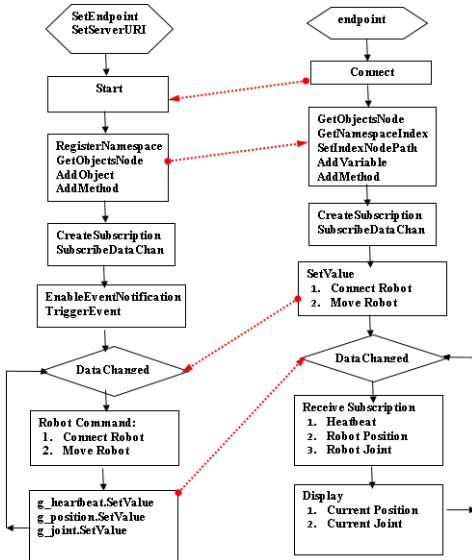 SetEndpoint
SetServerURI
Start
RegisterNamespace
GetObjectsNode
AddObject
AddMethod
CreateSubscription
SubscribeDataChan
EnableEventNotification
TriggerEvent
DataChanged
Robot Command:
1. Connect Robot
2. Move Robot
g_heartbeat.SetValue
g_position.SetValue
g_joint.SetValue
endpoint
Connect
GetObjectsNode
GetNamespaceIndex
SetIndexNodePath
AddVariable
AddMethod
CreateSubscription
SubscribeDataChan
SetValue
1. Connect Robot
2. Move Robot
DataChanged
Receive Subscription
1. Heatbeat
2. Robot Position
3. Robot Joint
Display
1. Current Position
2. Current Joint